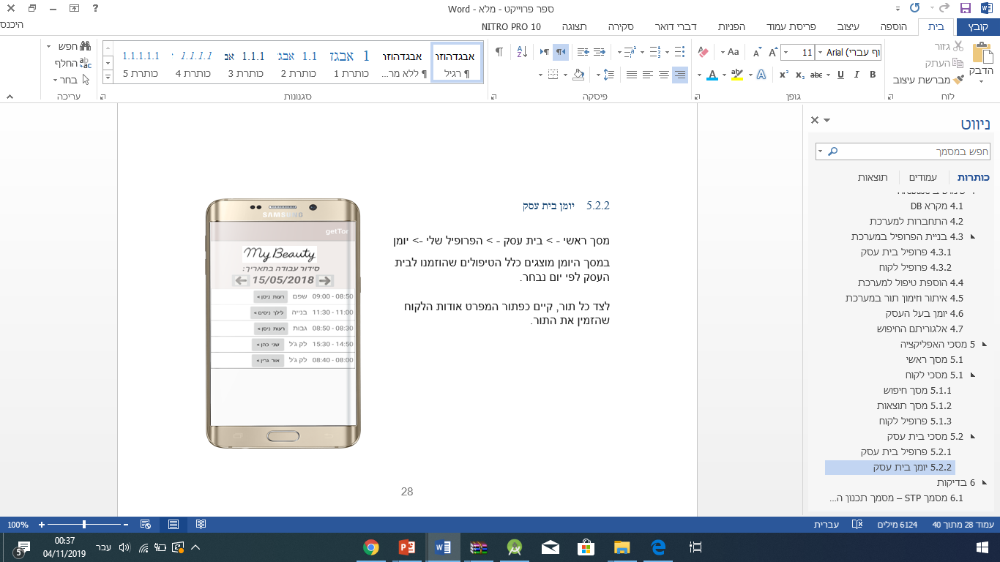 ספר פרוייקט - מלא - Word
היכנס
קובץ בית הוספה עיצוב פריסת עמוד הפניות דברי דואר סקירה תצוגה NITRO PRO 10
הדבק
גזור
העתק
מברשת עיצוב
לוח
וף עברי) Arial 11 Aa
B I U abc x₂ x² A
גופן
פיסקה
אבגדהוזר ¶ רגיל
אבגדהוזר ¶ ללא מר...
1 אבגז כותרת 1
1.1 אבג כותרת 2
1.1.1 אב כותרת 3
1.1.1.1 כותרת 4
1.1.1.1.1 כותרת 5
סגנונות
חפש
החלף
בחר
עריכה
ניווט
חפש במסמך
כותרות עמודים תוצאות
4.1 מקרא DB
4.2 התחברות למערכת
4.3 בניית הפרופיל במערכת
4.3.1 פרופיל בית עסק
4.3.2 פרופיל לקוח
4.4 הוספת טיפול למערכת
4.5 איתור וזימון תור במערכת
4.6 יומן בעל העסק
4.7 אלגוריתם החיפוש
5 מסכי האפליקציה
5.1 מסך ראשי
5.1 מסכי לקוח
5.1.1 מסך חיפוש
5.1.2 מסך תוצאות
5.1.3 פרופיל לקוח
5.2 מסכי בית עסק
5.2.1 פרופיל בית עסק
5.2.2 יומן בית עסק
6 בדיקות
6.1 מסמך STP – מסמך תכנון ה...
5.2.2 יומן בית עסק
מסך ראשי - > בית עסק - > הפרופיל שלי -> יומן
במסך היומן מוצגים כלל הטיפולים שהוזמנו לבית
העסק לפי יום נבחר.
לצד כל תור, קיים כפתור המפרט אודות הלקוח
שהזמין את התור.
SAMSUNG
getTor
My Beauty
סידור עבודה בתאריך:
15/05/2018
08:50 - 09:00 שפם רעות ניסן >
11:00 - 11:30 בנייה לילך ניסים >
08:30 - 08:50 גבות רעות ניסן >
14:50 - 15:30 לק ג'ל שני כהן >
08:00 - 08:40 לק ג'ל אור גרין >
28
עמוד 28 מתוך 40 6124 מילים עברית
100%
עבר
00:37
04/11/2019
5